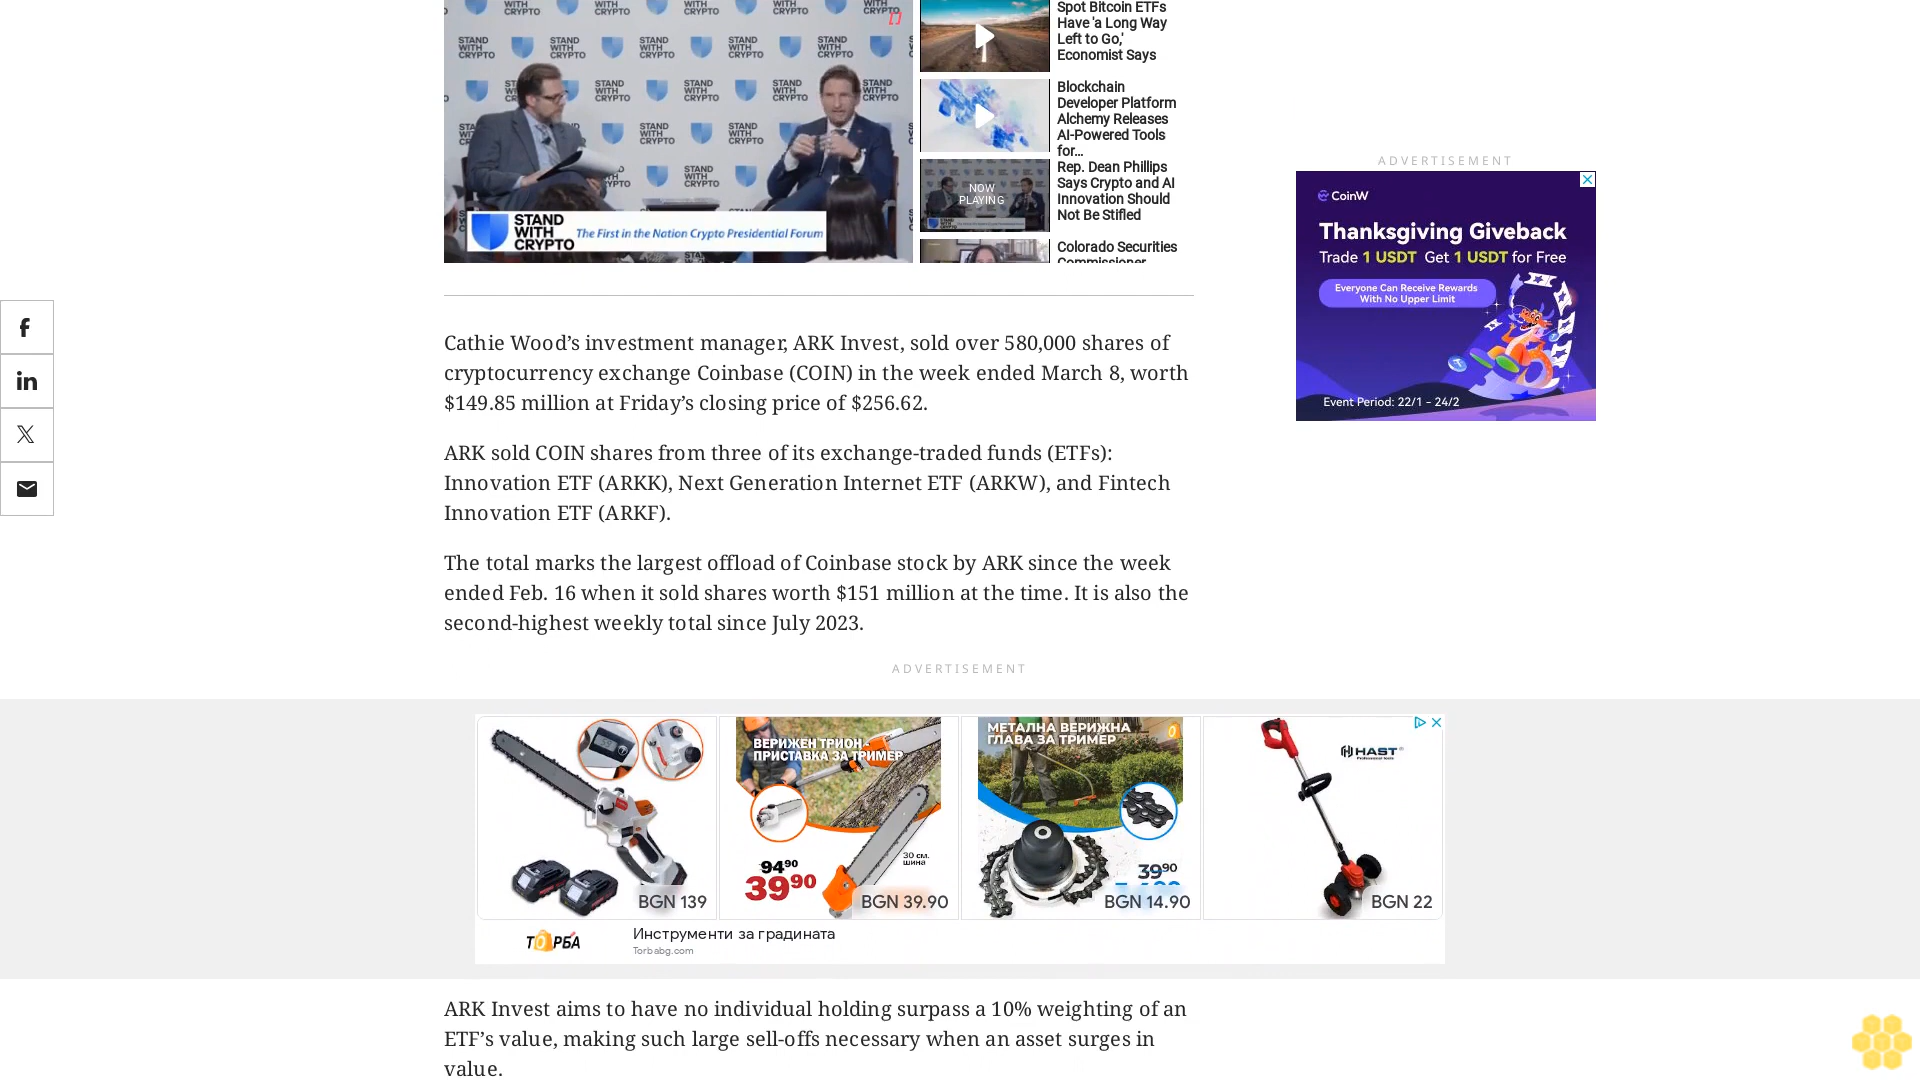 STAND WITH CRYPTO
The First in the Nation Crypto Presidential Forum
Spot Bitcoin ETFs
Have 'a Long Way
Left to Go,'
Economist Says
Blockchain
Developer Platform
Alchemy Releases
AI-Powered Tools
for...
NOW
PLAYING
Rep. Dean Phillips
Says Crypto and AI
Innovation Should
Not Be Stifled
Colorado Securities
Commissioner
ADVERTISEMENT
CoinW
Thanksgiving Giveback
Trade 1 USDT Get 1 USDT for Free
Everyone Can Receive Rewards
With No Upper Limit
Event Period: 22/1 - 24/2
Cathie Wood’s investment manager, ARK Invest, sold over 580,000 shares of
cryptocurrency exchange Coinbase (COIN) in the week ended March 8, worth
$149.85 million at Friday’s closing price of $256.62.
ARK sold COIN shares from three of its exchange-traded funds (ETFs):
Innovation ETF (ARKK), Next Generation Internet ETF (ARKW), and Fintech
Innovation ETF (ARKF).
The total marks the largest offload of Coinbase stock by ARK since the week
ended Feb. 16 when it sold shares worth $151 million at the time. It is also the
second-highest weekly total since July 2023.
ADVERTISEMENT
BGN 139
ВЕРИЖЕН ТРИОН -
ПРИСТАВКА ЗА ТРИМЕР
30 см.
шина
94⁹⁰
39⁹⁰
BGN 39.90
МЕТАЛНА ВЕРИЖНА
ГЛАВА ЗА ТРИМЕР
39⁹⁰
BGN 14.90
HAST
Professional tools
BGN 22
ТОРБА
Инструменти за градината
Torbabg.com
ARK Invest aims to have no individual holding surpass a 10% weighting of an
ETF’s value, making such large sell-offs necessary when an asset surges in
value.